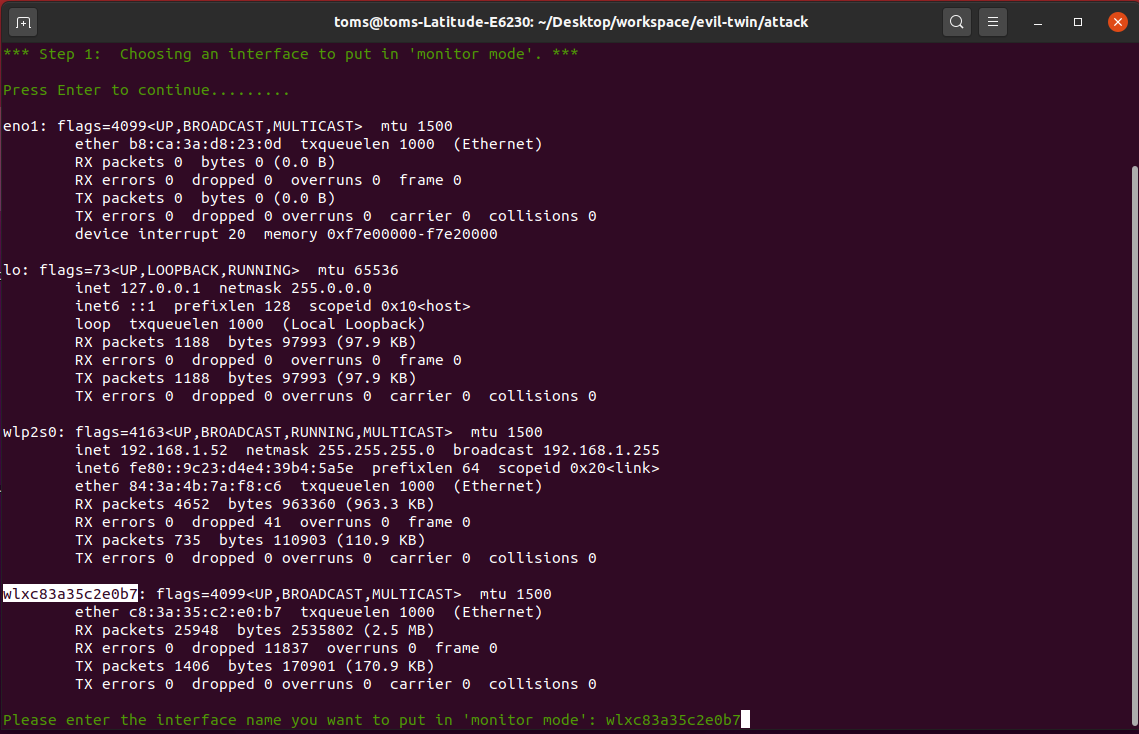 toms@toms-Latitude-E6230: ~/Desktop/workspace/evil-twin/attack
*** Step 1:  Choosing an interface to put in 'monitor mode'. ***
Press Enter to continue.........
eno1: flags=4099<UP,BROADCAST,MULTICAST>  mtu 1500
        ether b8:ca:3a:d8:23:0d  txqueuelen 1000  (Ethernet)
        RX packets 0  bytes 0 (0.0 B)
        RX errors 0  dropped 0  overruns 0  frame 0
        TX packets 0  bytes 0 (0.0 B)
        TX errors 0  dropped 0 overruns 0  carrier 0  collisions 0
        device interrupt 20  memory 0xf7e00000-f7e20000
lo: flags=73<UP,LOOPBACK,RUNNING>  mtu 65536
        inet 127.0.0.1  netmask 255.0.0.0
        inet6 ::1  prefixlen 128  scopeid 0x10<host>
        loop  txqueuelen 1000  (Local Loopback)
        RX packets 1188  bytes 97993 (97.9 KB)
        RX errors 0  dropped 0  overruns 0  frame 0
        TX packets 1188  bytes 97993 (97.9 KB)
        TX errors 0  dropped 0 overruns 0  carrier 0  collisions 0
wlp2s0: flags=4163<UP,BROADCAST,RUNNING,MULTICAST>  mtu 1500
        inet 192.168.1.52  netmask 255.255.255.0  broadcast 192.168.1.255
        inet6 fe80::9c23:d4e4:39b4:5a5e  prefixlen 64  scopeid 0x20<link>
        ether 84:3a:4b:7a:f8:c6  txqueuelen 1000  (Ethernet)
        RX packets 4652  bytes 963360 (963.3 KB)
        RX errors 0  dropped 41  overruns 0  frame 0
        TX packets 735  bytes 110903 (110.9 KB)
        TX errors 0  dropped 0 overruns 0  carrier 0  collisions 0
wlxc83a35c2e0b7: flags=4099<UP,BROADCAST,MULTICAST>  mtu 1500
        ether c8:3a:35:c2:e0:b7  txqueuelen 1000  (Ethernet)
        RX packets 25948  bytes 2535802 (2.5 MB)
        RX errors 0  dropped 11837  overruns 0  frame 0
        TX packets 1406  bytes 170901 (170.9 KB)
        TX errors 0  dropped 0 overruns 0  carrier 0  collisions 0
Please enter the interface name you want to put in 'monitor mode': wlxc83a35c2e0b7